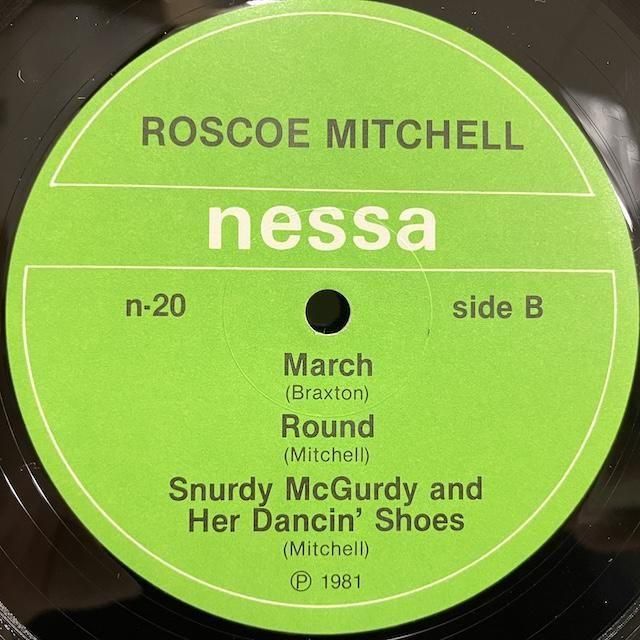 ROSCOE MITCHELL
nessa
n-20 side B
March
(Braxton)
Round
(Mitchell)
Snurdy McGurdy and
Her Dancin' Shoes
(Mitchell)
℗ 1981